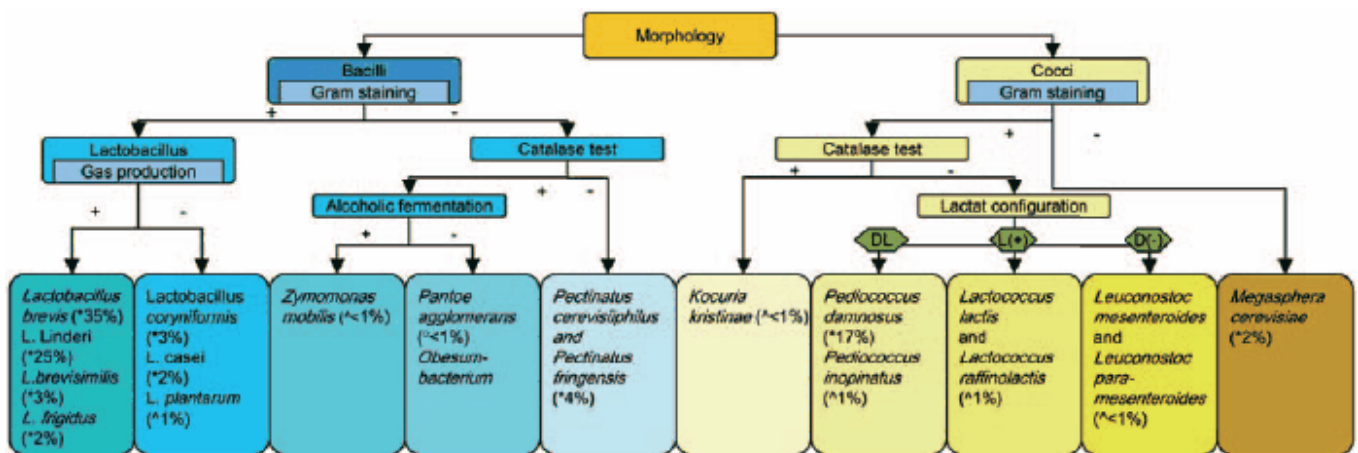 Morphology
Bacilli
Gram staining
Cocci
Gram staining
+
-
+
-
Lactobacillus
Gas production
Catalase test
Catalase test
+
-
+
-
Alcoholic fermentation
Lactat configuration
+
-
+
-
DL
L(+)
D(-)
Lactobacillus
brevis (*35%)
L. Linderi
(*25%)
L.brevisimilis
(*3%)
L. frigidus
(*2%)
Lactobacillus
coryniformis
(*3%)
L. casei
(*2%)
L. plantarum
(^1%)
Zymomonas
mobilis (^<1%)
Pantoe
agglomerans
(°<1%)
Obesum-
bacterium
Pectinatus
cerevisiiphilus
and
Pectinatus
fringensis
(*4%)
Kocuria
kristinae (^<1%)
Pediococcus
damnosus
(*17%)
Pediococcus
inopinatus
(^1%)
Lactococcus
lactis
and
Lactococcus
raffinolactis
(^1%)
Leuconostoc
mesenteroides
and
Leuconostoc
para-
mesenteroides
(^<1%)
Megasphera
cerevisiae
(*2%)